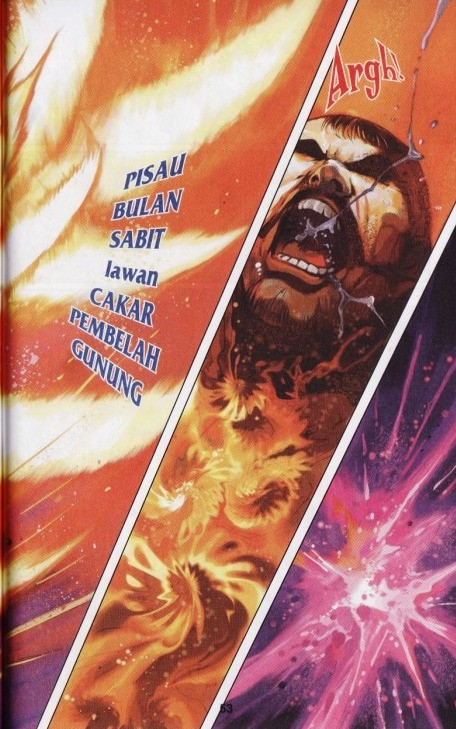 Argh!
PISAU
BULAN
SABIT
lawan
CAKAR
PEMBELAH
GUNUNG
53